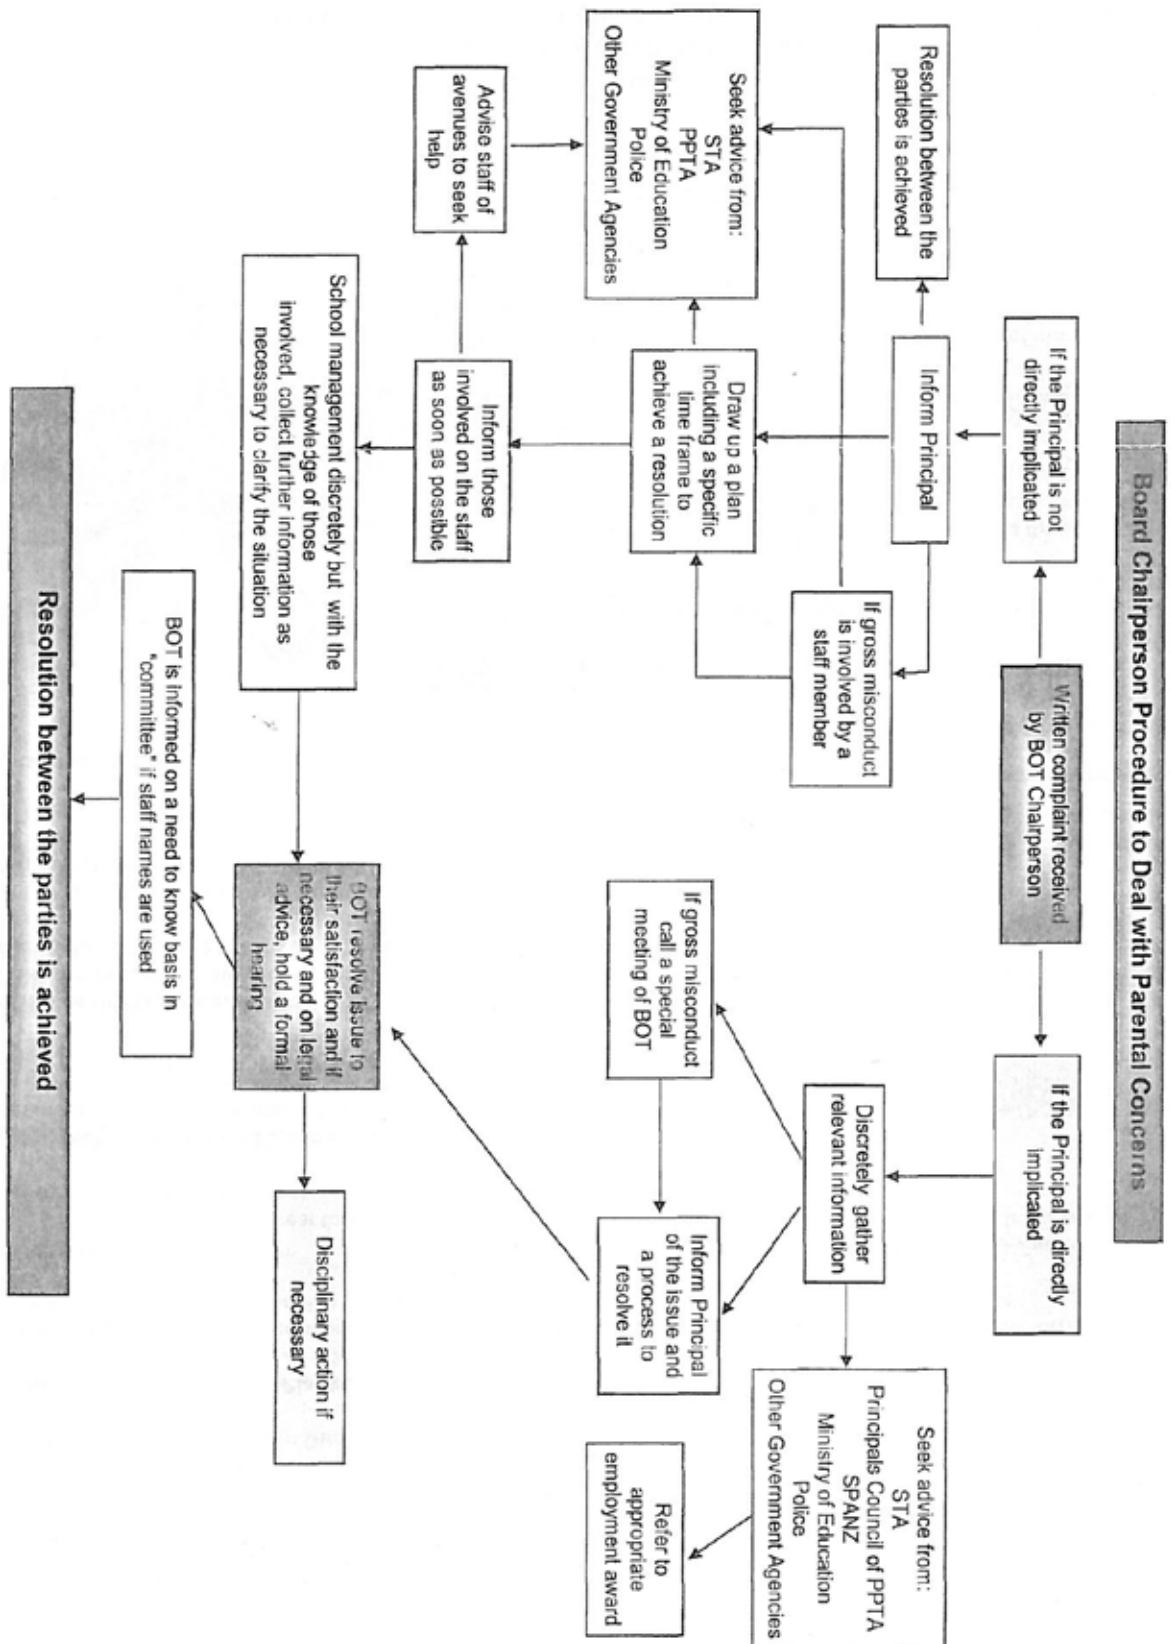 Board Chairperson Procedure to Deal with Parental Concerns
Written complaint received
by BOT Chairperson
If the Principal is not
directly implicated
If the Principal is directly
implicated
Resolution between the
parties is achieved
Inform Principal
If gross misconduct
is involved by a
staff member
Discretely gather
relevant information
Seek advice from:
STA
Principals Council of PPTA
SPANZ
Ministry of Education
Police
Other Government Agencies
Seek advice from:
STA
PPTA
Ministry of Education
Police
Other Government Agencies
Draw up a plan
including a specific
time frame to
achieve a resolution
If gross misconduct
call a special
meeting of BOT
Inform Principal
of the issue and
a process to
resolve it
Refer to
appropriate
employment award
Advise staff of
avenues to seek
help
Inform those
involved on the staff
as soon as possible
School management discretely but with the
knowledge of those
involved, collect further information as
necessary to clarify the situation
BOT resolve issue to
their satisfaction and if
necessary and on legal
advice, hold a formal
hearing
Disciplinary action if
necessary
BOT is informed on a need to know basis in
"committee" if staff names are used
Resolution between the parties is achieved